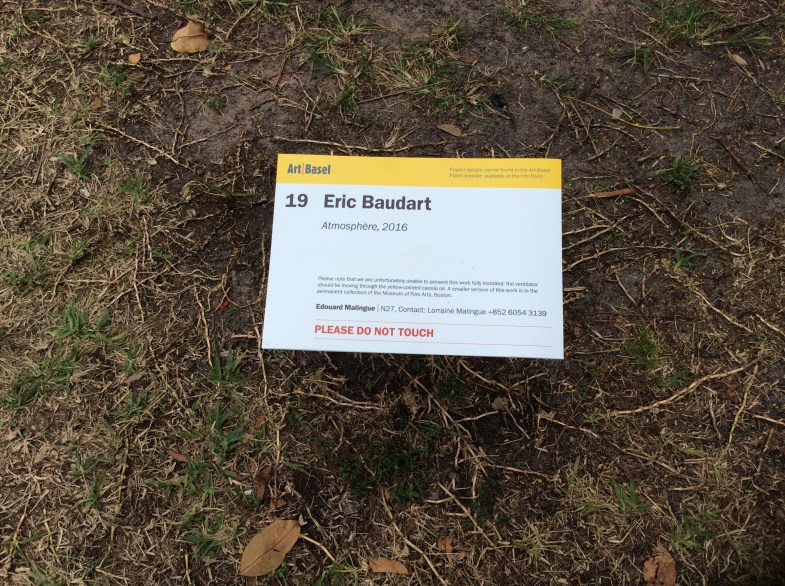 Art|Basel
Project details can be found in the Art Basel
Public booklet, available at the Info Point.
19 Eric Baudart
Atmosphère, 2016
Please note that we are unfortunately unable to present this work fully installed: the ventilator
should be moving through the yellow-colored canola oil. A smaller version of this work is in the
permanent collection of the Museum of Fine Arts, Boston.
Edouard Malingue | N27, Contact: Lorraine Malingue +852 6054 3139
PLEASE DO NOT TOUCH